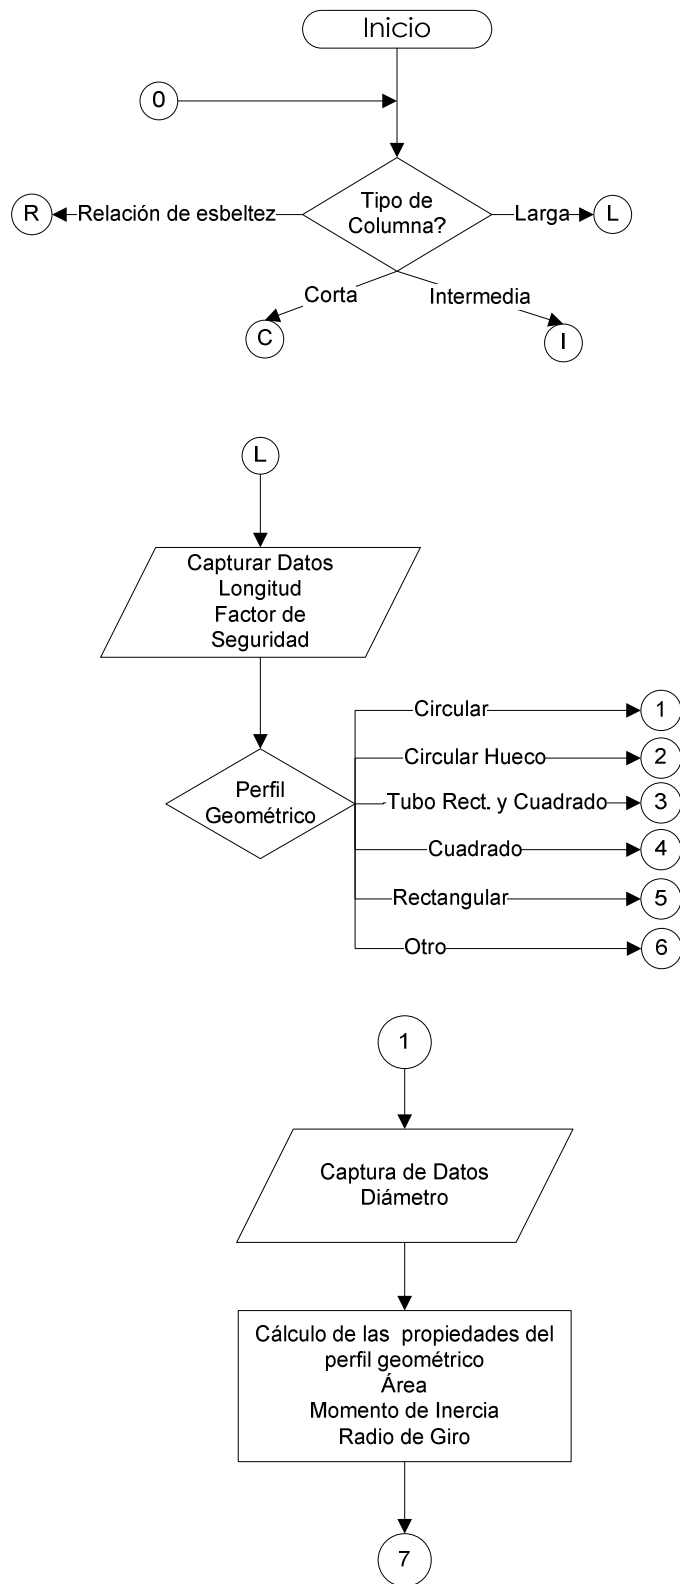 Inicio
0
Tipo de
Columna?
R
Relación de esbeltez
Larga
L
Corta
Intermedia
C
I
L
Capturar Datos
Longitud
Factor de
Seguridad
Perfil
Geométrico
Circular
1
Circular Hueco
2
Tubo Rect. y Cuadrado
3
Cuadrado
4
Rectangular
5
Otro
6
1
Captura de Datos
Diámetro
Cálculo de las propiedades del
perfil geométrico
Área
Momento de Inercia
Radio de Giro
7